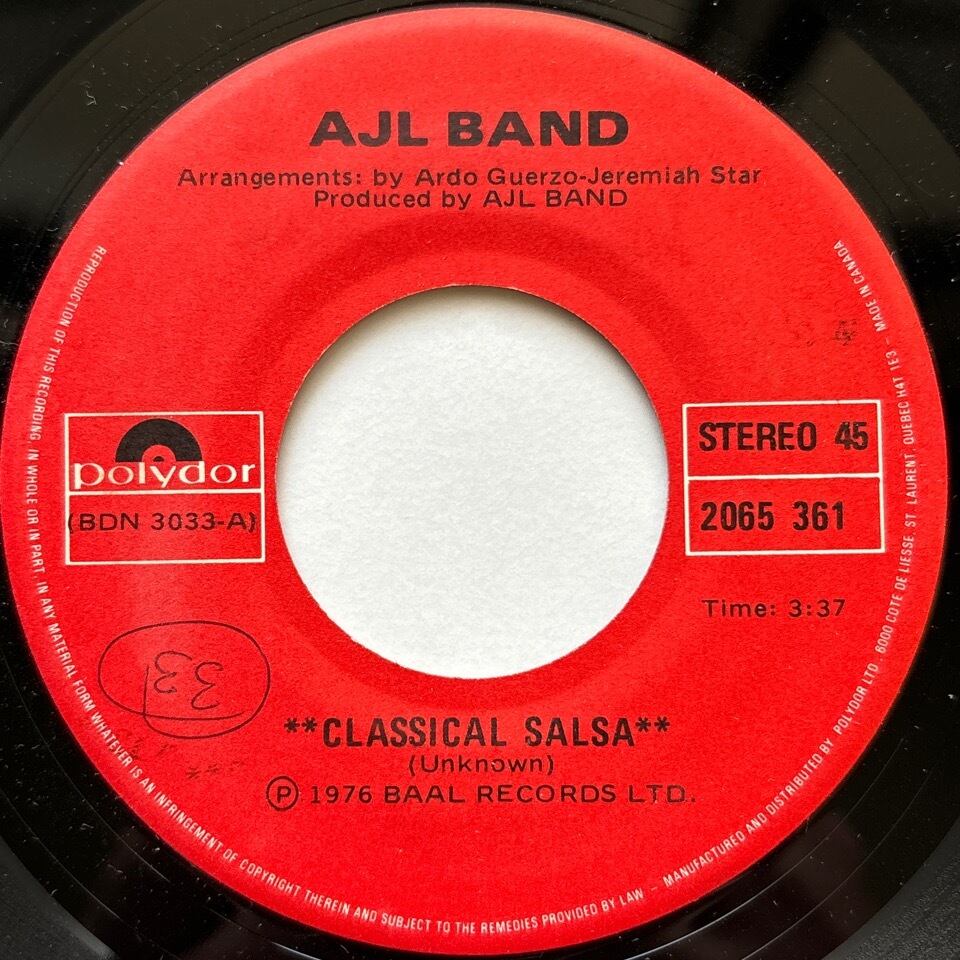 AJL BAND
Arrangements: by Ardo Guerzo-Jeremiah Star
Produced by AJL BAND
polydor
(BDN 3033-A)
STEREO 45
2065 361
Time: 3:37
33
**CLASSICAL SALSA**
(Unknown)
Ⓟ 1976 BAAL RECORDS LTD.
REPRODUCTION OF THIS RECORDING, IN WHOLE OR IN PART, IN ANY MATERIAL FORM WHATEVER IS AN INFRINGEMENT OF COPYRIGHT THEREIN AND SUBJECT TO THE REMEDIES PROVIDED BY LAW – MANUFACTURED AND DISTRIBUTED BY POLYDOR LTD. 6000 COTE DE LIESSE, ST. LAURENT, QUEBEC H4T 1E3 – MADE IN CANADA